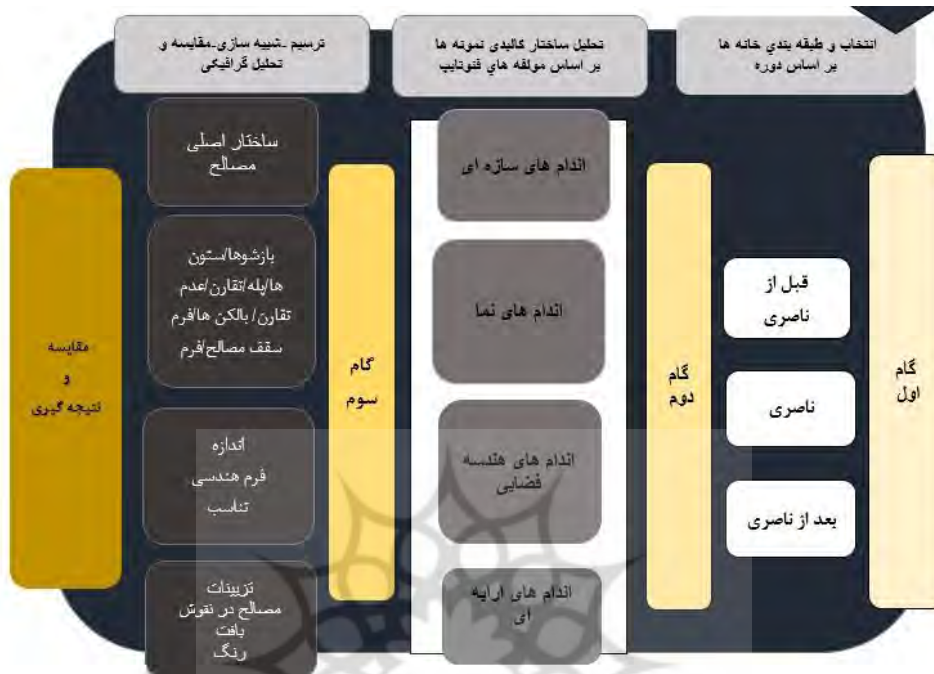 انتخاب و طبقه بندي خانه ها
بر اساس دوره
گام
اول
قبل از
ناصری
ناصری
بعد از ناصری
گام
دوم
تحلیل ساختار کالبدی نمونه ها
بر اساس مولفه هاي فنوتایپ
اندام های سازه ای
اندام های نما
اندام های هندسه
فضایی
اندام های ارایه
ای
گام
سوم
ترسیم -شبیه سازی-مقایسه و
تحلیل گرافیکی
ساختار اصلی
مصالح
بازشوها/ستون
ها/پله/تقارن/عدم
تقارن/ بالکن ها/فرم
سقف مصالح/فرم
اندازه
فرم هندسی
تناسب
تزیینات
مصالح در نقوش
بافت
رنگ
مقایسه
و
نتیجه گیری